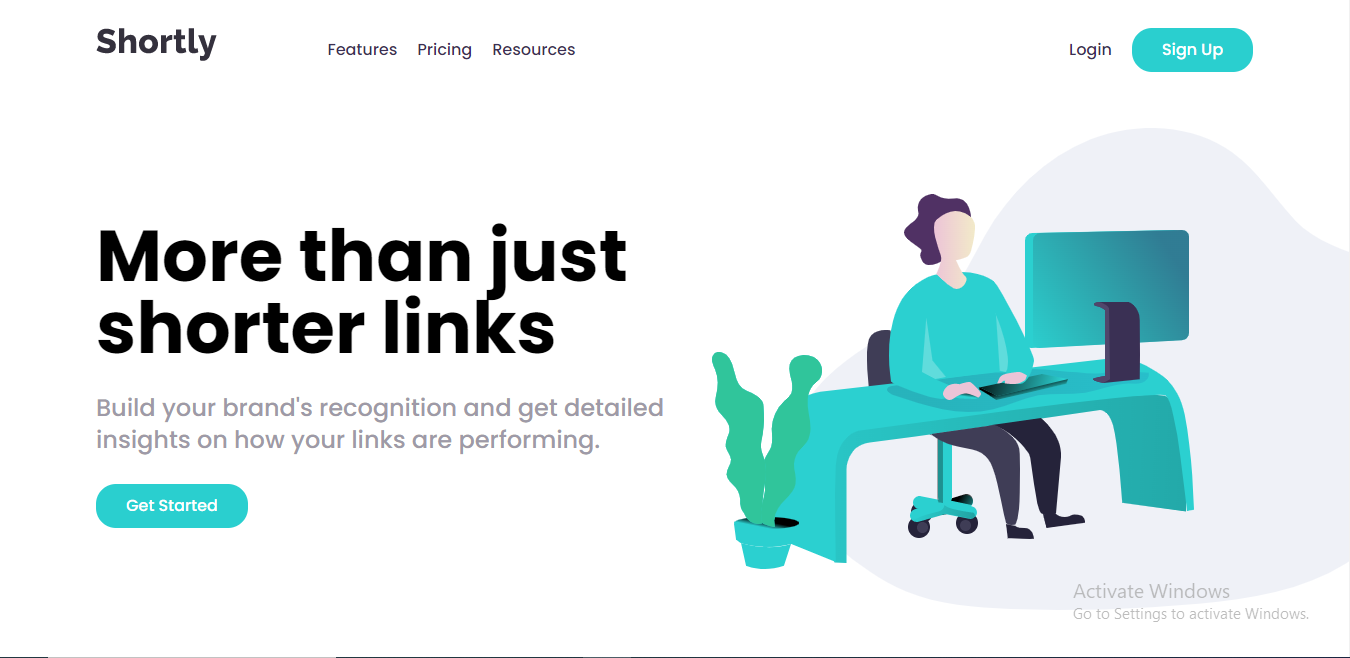 Shortly
Features Pricing Resources
Login Sign Up
More than just
shorter links
Build your brand's recognition and get detailed
insights on how your links are performing.
Get Started
Activate Windows
Go to Settings to activate Windows.